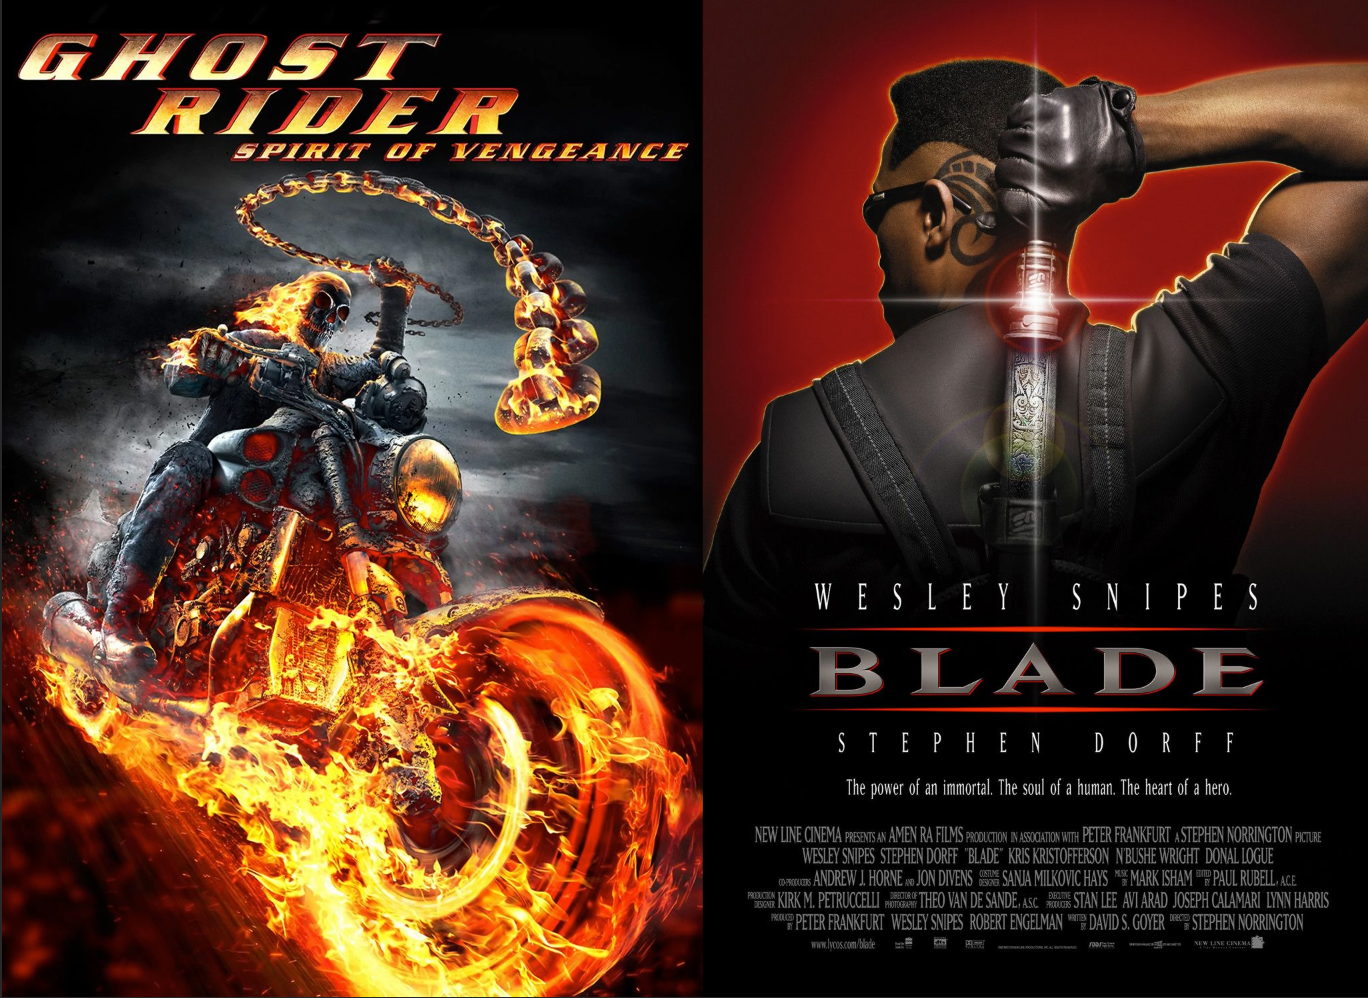 GHOST
RIDER
SPIRIT OF VENGEANCE
WESLEY SNIPES
BLADE
STEPHEN DORFF
The power of an immortal. The soul of a human. The heart of a hero.
NEW LINE CINEMA PRESENTS AN AMEN RA FILMS PRODUCTION IN ASSOCIATION WITH PETER FRANKFURT A STEPHEN NORRINGTON PICTURE
WESLEY SNIPES STEPHEN DORFF "BLADE" KRIS KRISTOFFERSON N'BUSHE WRIGHT DONAL LOGUE
CO-PRODUCERS ANDREW J. HORNE AND JON DIVENS COSTUME DESIGNER SANJA MILKOVIC HAYS MUSIC BY MARK ISHAM EDITED BY PAUL RUBELL, A.C.E.
PRODUCTION DESIGNER KIRK M. PETRUCCELLI DIRECTOR OF PHOTOGRAPHY THEO VAN DE SANDE, A.S.C. EXECUTIVE PRODUCERS STAN LEE AVI ARAD JOSEPH CALAMARI LYNN HARRIS
PRODUCED BY PETER FRANKFURT WESLEY SNIPES ROBERT ENGELMAN WRITTEN BY DAVID S. GOYER DIRECTED BY STEPHEN NORRINGTON
www.lycos.com/blade NEW LINE CINEMA